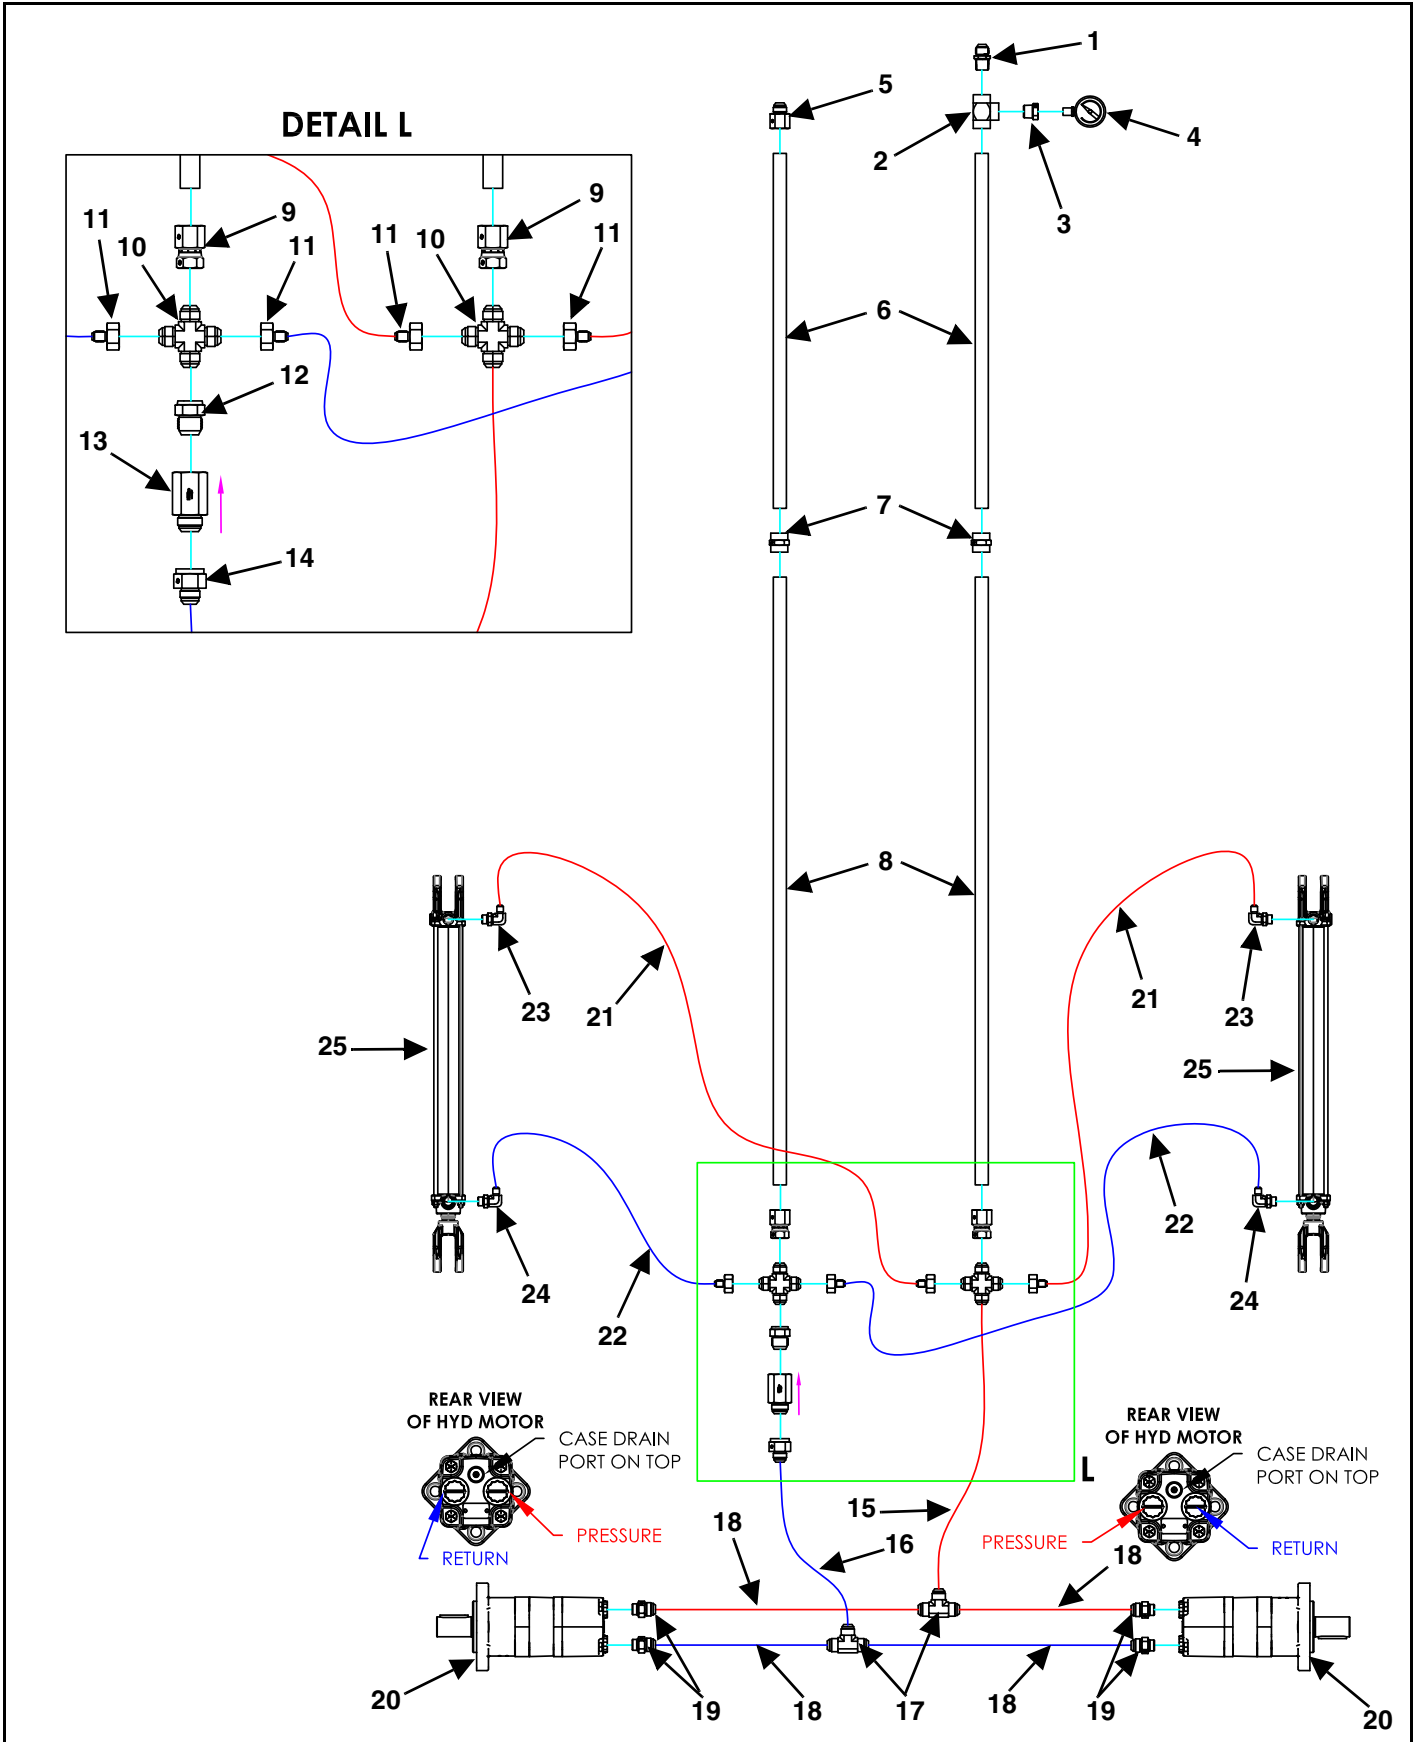 1
5
2
3
4
DETAIL L
9
11
10
11
9
11
10
11
12
13
14
6
7
8
23
21
21
23
25
25
22
22
24
24
REAR VIEW
OF HYD MOTOR
CASE DRAIN
PORT ON TOP
PRESSURE
RETURN
L
REAR VIEW
OF HYD MOTOR
CASE DRAIN
PORT ON TOP
PRESSURE
RETURN
15
16
18
18
20
19
18
17
18
19
20